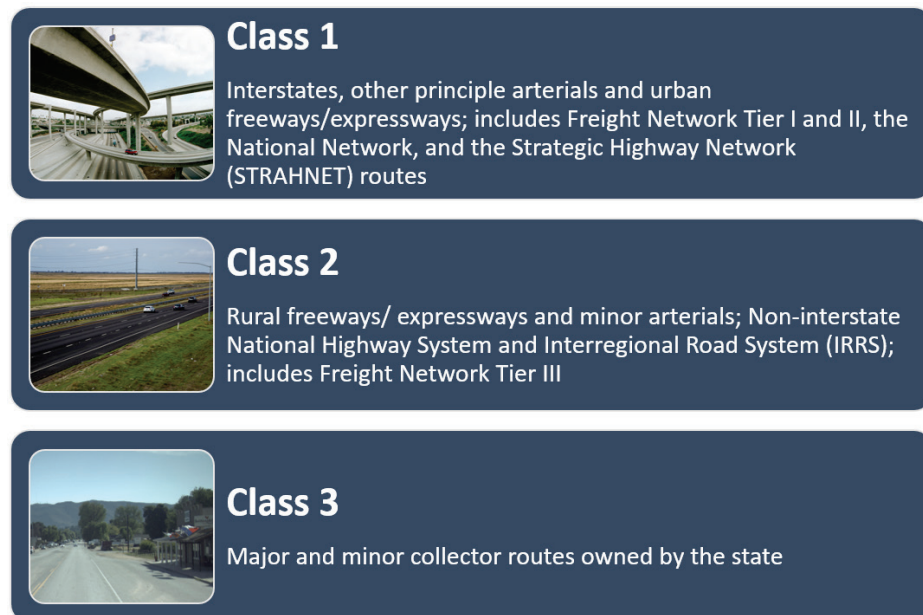 Class 1
Interstates, other principle arterials and urban
freeways/expressways; includes Freight Network Tier I and II, the
National Network, and the Strategic Highway Network
(STRAHNET) routes
Class 2
Rural freeways/ expressways and minor arterials; Non-interstate
National Highway System and Interregional Road System (IRRS);
includes Freight Network Tier III
Class 3
Major and minor collector routes owned by the state